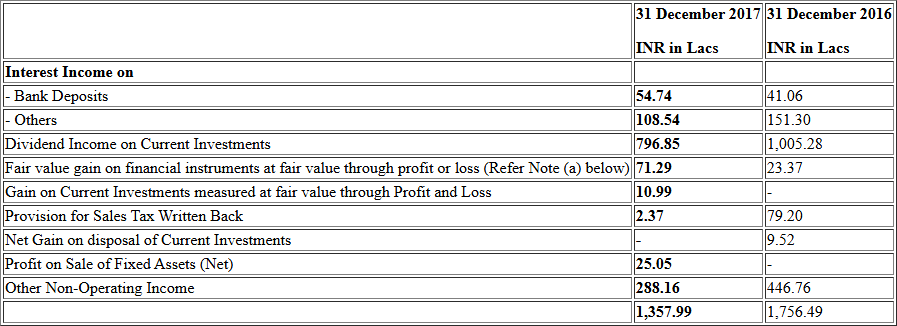 31 December 2017 31 December 2016
INR in Lacs INR in Lacs
Interest Income on
- Bank Deposits 54.74 41.06
- Others 108.54 151.30
Dividend Income on Current Investments 796.85 1,005.28
Fair value gain on financial instruments at fair value through profit or loss (Refer Note (a) below) 71.29 23.37
Gain on Current Investments measured at fair value through Profit and Loss 10.99 -
Provision for Sales Tax Written Back 2.37 79.20
Net Gain on disposal of Current Investments - 9.52
Profit on Sale of Fixed Assets (Net) 25.05 -
Other Non-Operating Income 288.16 446.76
1,357.99 1,756.49